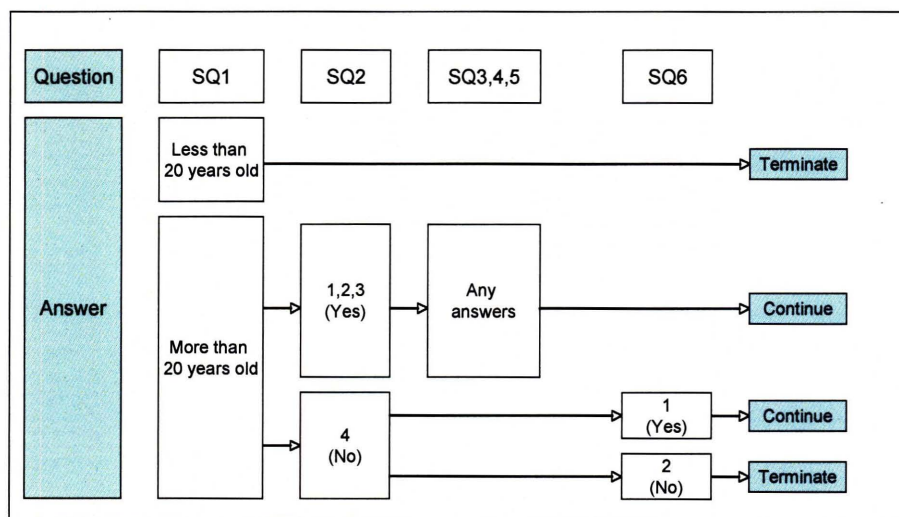 Question
SQ1
SQ2
SQ3,4,5
SQ6
Answer
Less than
20 years old
Terminate
More than
20 years old
1,2,3
(Yes)
Any
answers
Continue
4
(No)
1
(Yes)
Continue
2
(No)
Terminate